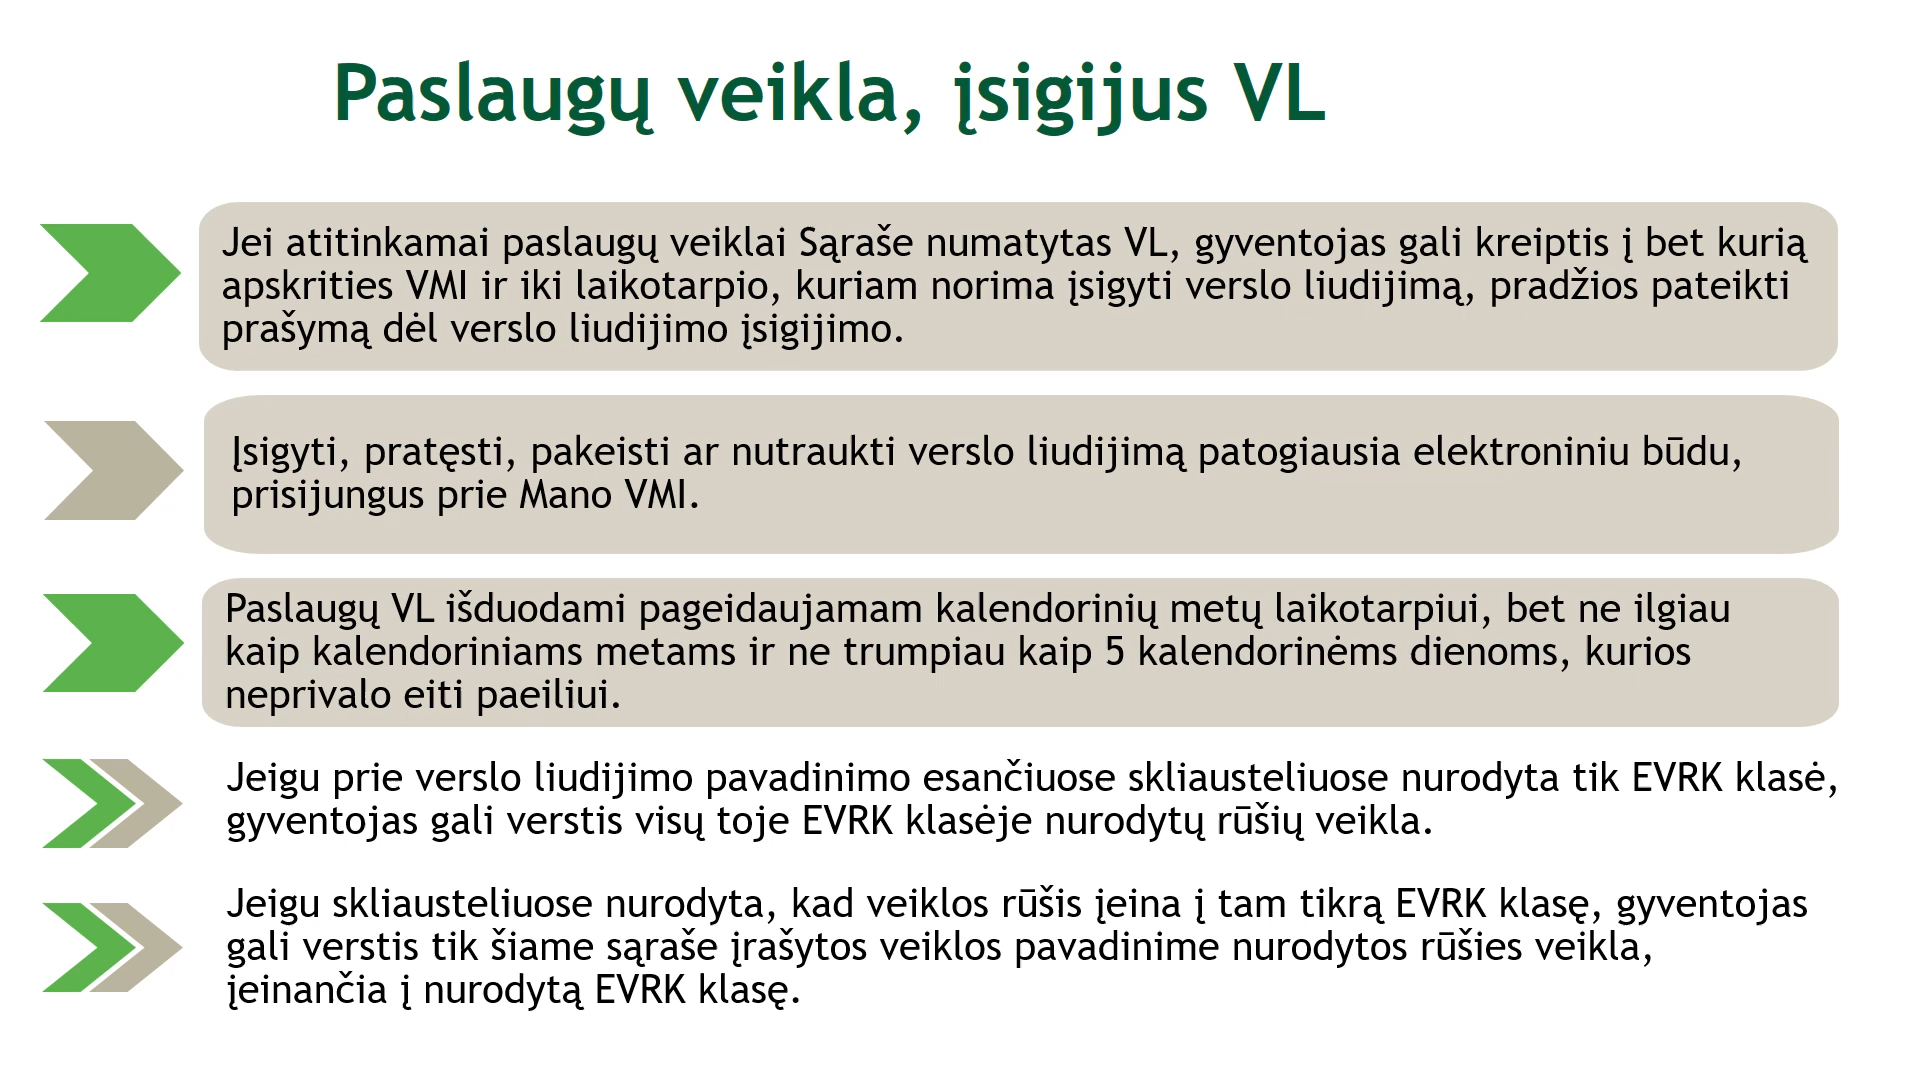 Paslaugų veikla, įsigijus VL
Jei atitinkamai paslaugų veiklai Sąraše numatytas VL, gyventojas gali kreiptis į bet kurią
apskrities VMI ir iki laikotarpio, kuriam norima įsigyti verslo liudijimą, pradžios pateikti
prašymą dėl verslo liudijimo įsigijimo.
Įsigyti, pratęsti, pakeisti ar nutraukti verslo liudijimą patogiausia elektroniniu būdu,
prisijungus prie Mano VMI.
Paslaugų VL išduodami pageidaujamam kalendorinių metų laikotarpiui, bet ne ilgiau
kaip kalendoriniams metams ir ne trumpiau kaip 5 kalendorinėms dienoms, kurios
neprivalo eiti paeiliui.
Jeigu prie verslo liudijimo pavadinimo esančiuose skliausteliuose nurodyta tik EVRK klasė,
gyventojas gali verstis visų toje EVRK klasėje nurodytų rūšių veikla.
Jeigu skliausteliuose nurodyta, kad veiklos rūšis įeina į tam tikrą EVRK klasę, gyventojas
gali verstis tik šiame sąraše įrašytos veiklos pavadinime nurodytos rūšies veikla,
įeinančia į nurodytą EVRK klasę.